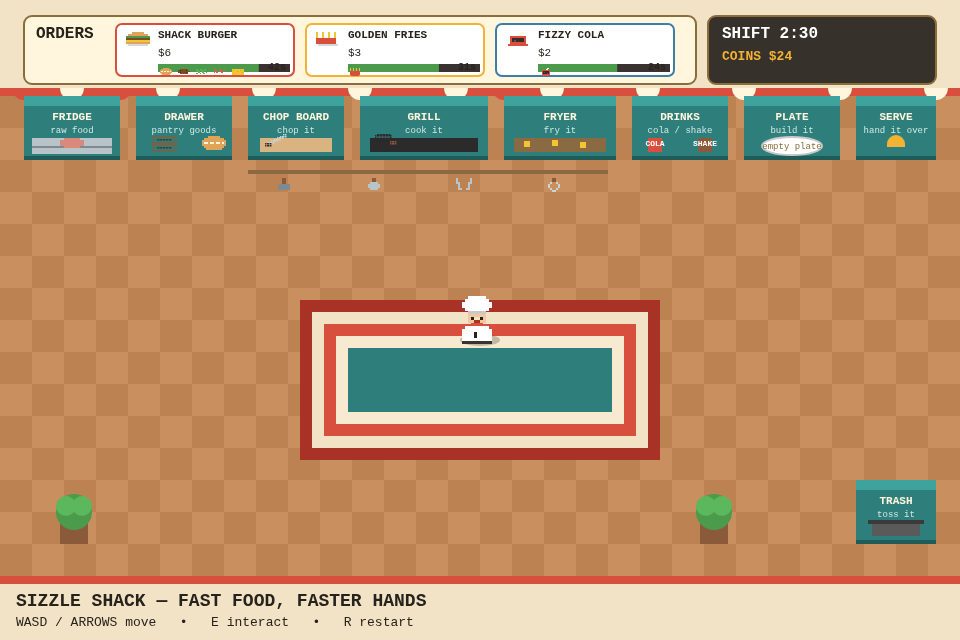 ORDERS
SHACK BURGER
$6
42s
GOLDEN FRIES
$3
FIZZY COLA
$2
24s
SHIFT 2:30
COINS $24
FRIDGE
raw food
DRAWER
pantry goods
CHOP BOARD
chop it
GRILL
cook it
FRYER
fry it
DRINKS
cola / shake
COLA
SHAKE
PLATE
build it
empty plate
SERVE
hand it over
TRASH
toss it
SIZZLE SHACK — FAST FOOD, FASTER HANDS
WASD / ARROWS move • E interact • R restart